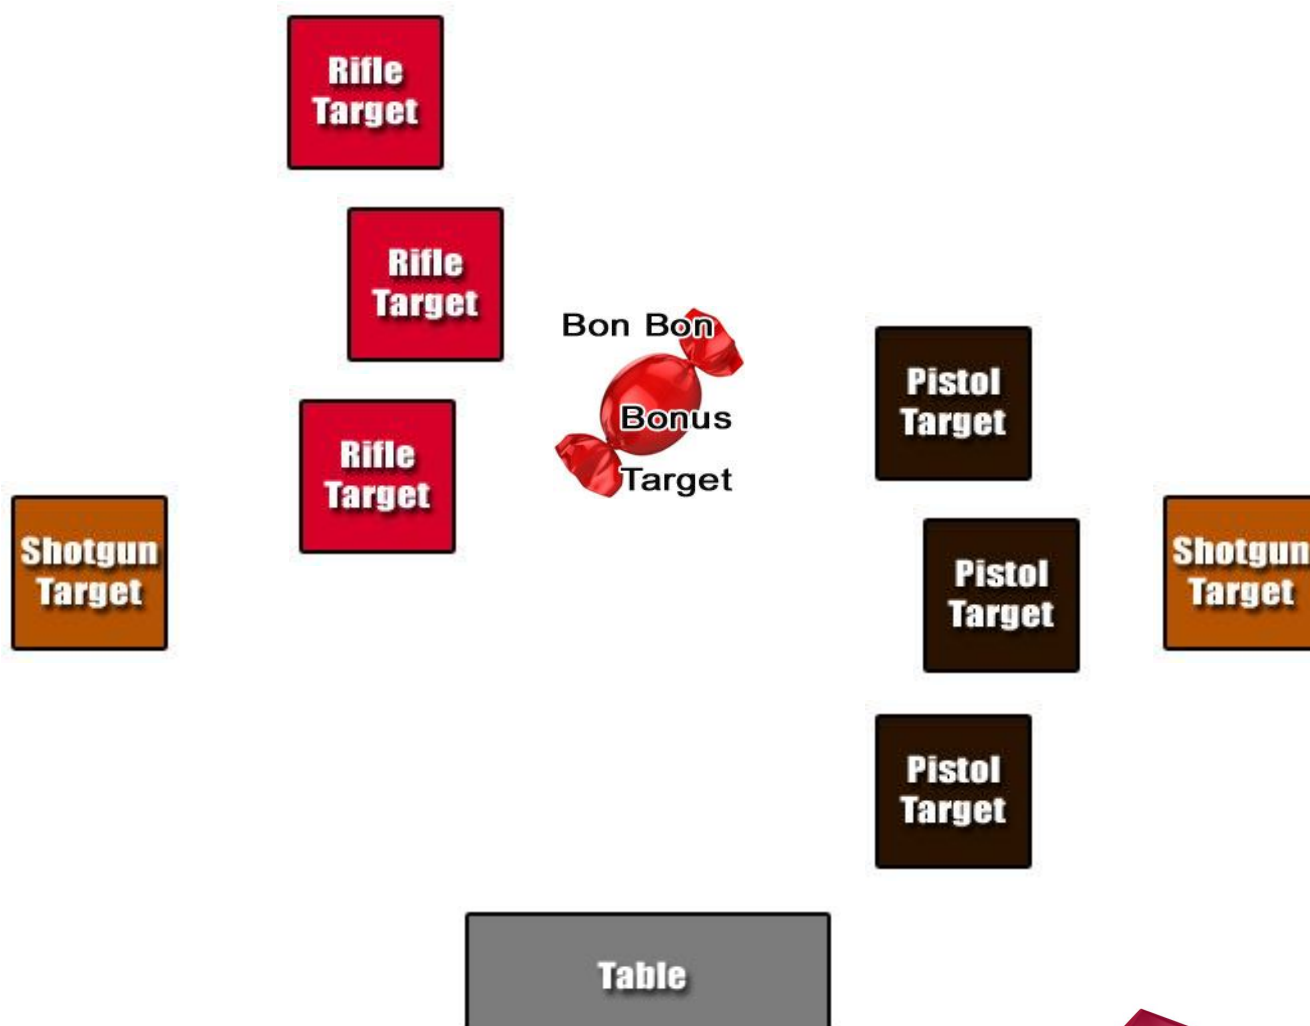 Rifle
Target
Rifle
Target
Bon Bon
Bonus
Target
Pistol
Target
Rifle
Target
Shotgun
Target
Pistol
Target
Shotgun
Target
Pistol
Target
Table